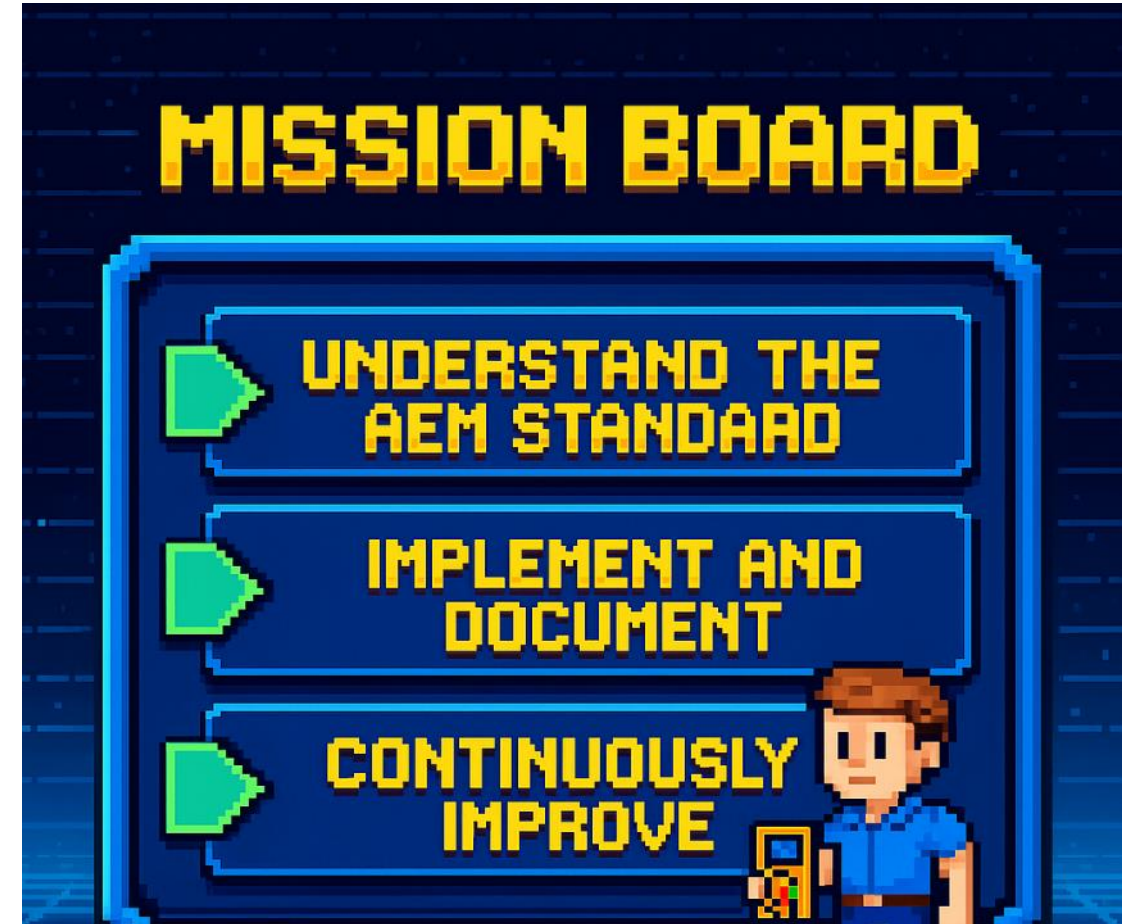 MISSION BOARD
UNDERSTAND THE
AEM STANDARD
IMPLEMENT AND
DOCUMENT
CONTINUOUSLY
IMPROVE